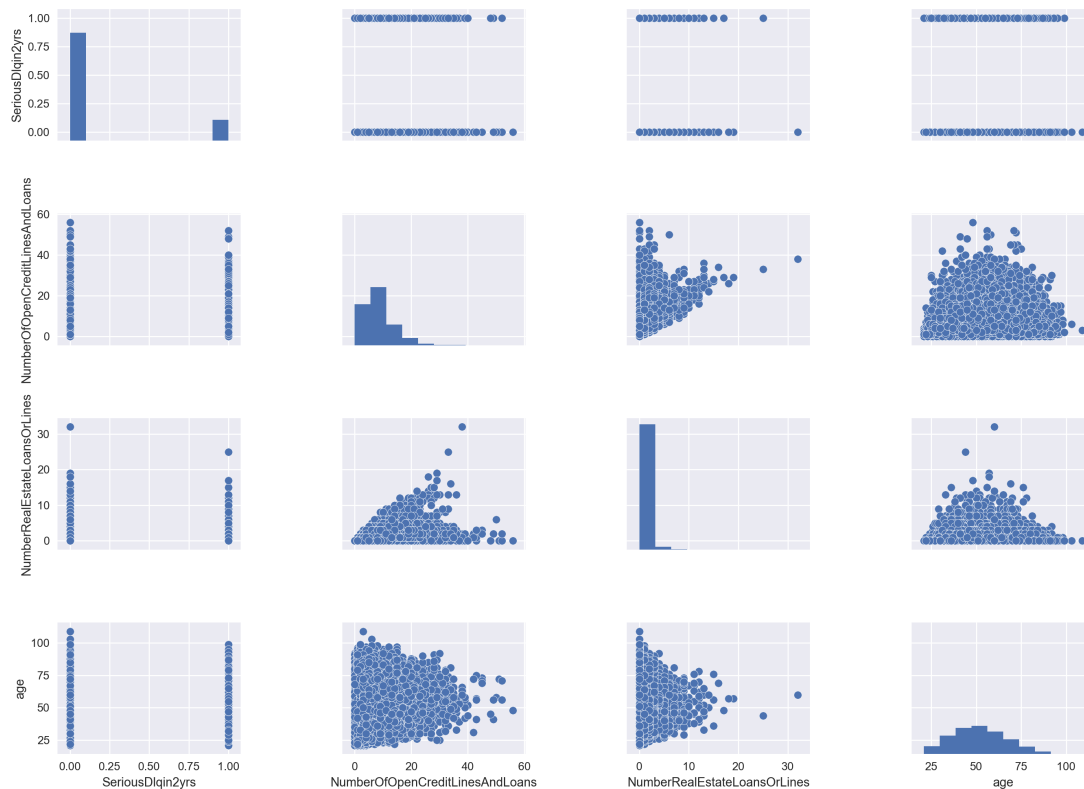 SeriousDlqin2yrs
1.00
0.75
0.50
0.25
0.00
NumberOfOpenCreditLinesAndLoans
60
40
20
0
NumberRealEstateLoansOrLines
30
20
10
0
age
100
75
50
25
0.00 0.25 0.50 0.75 1.00
SeriousDlqin2yrs
0 20 40 60
NumberOfOpenCreditLinesAndLoans
0 10 20 30
NumberRealEstateLoansOrLines
25 50 75 100
age